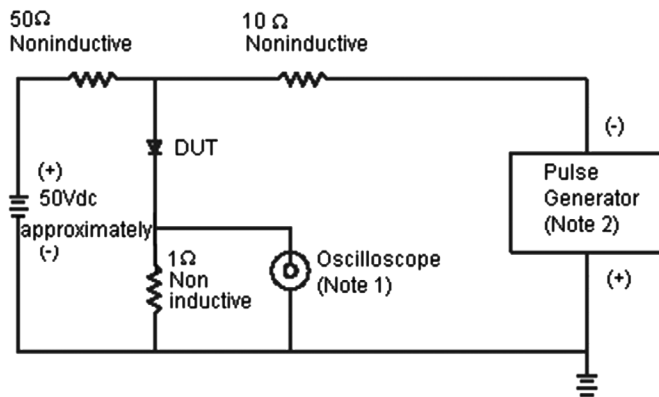 50Ω
Noninductive
10 Ω
Noninductive
DUT
(+)
50Vdc
approximately
(-)
1Ω
Non
inductive
Oscilloscope
(Note 1)
(-)
Pulse
Generator
(Note 2)
(+)